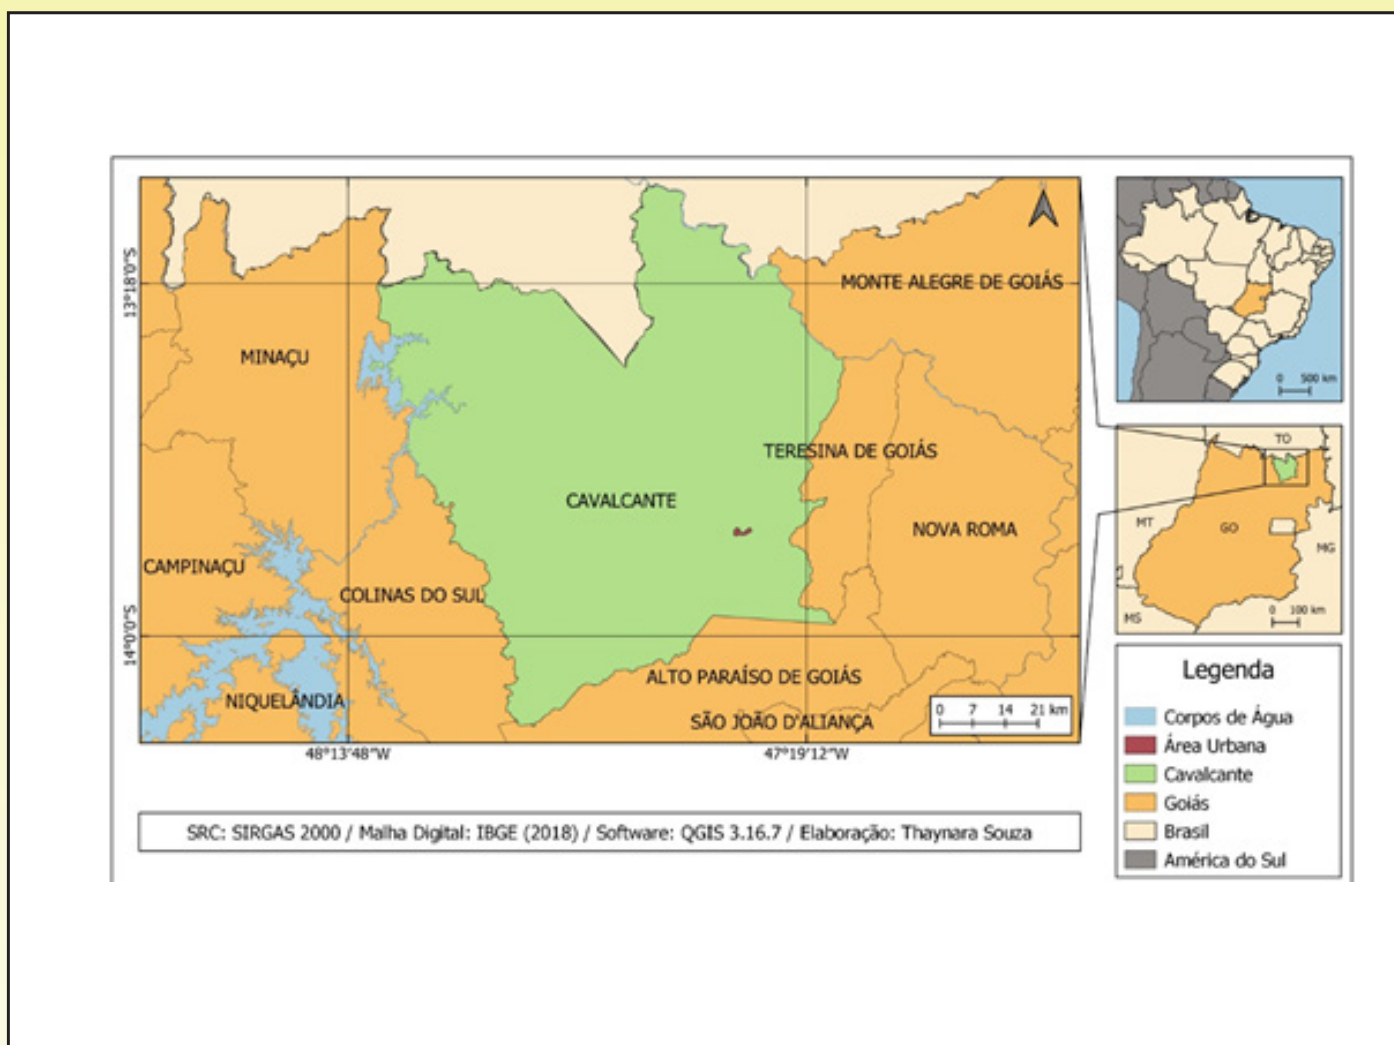 MONTE ALEGRE DE GOIÁS
13°18'0"S
MINAÇU
TERESINA DE GOIÁS
CAVALCANTE
NOVA ROMA
CAMPINAÇU
COLINAS DO SUL
14°0'0"S
ALTO PARAÍSO DE GOIÁS
NIQUELÂNDIA
SÃO JOÃO D'ALIANÇA
0 7 14 21 km
48°13'48"W
47°19'12"W
0 500 km
TO
MT
GO
MG
MS
0 100 km
Legenda
Corpos de Água
Área Urbana
Cavalcante
Goiás
Brasil
América do Sul
SRC: SIRGAS 2000 / Malha Digital: IBGE (2018) / Software: QGIS 3.16.7 / Elaboração: Thaynara Souza